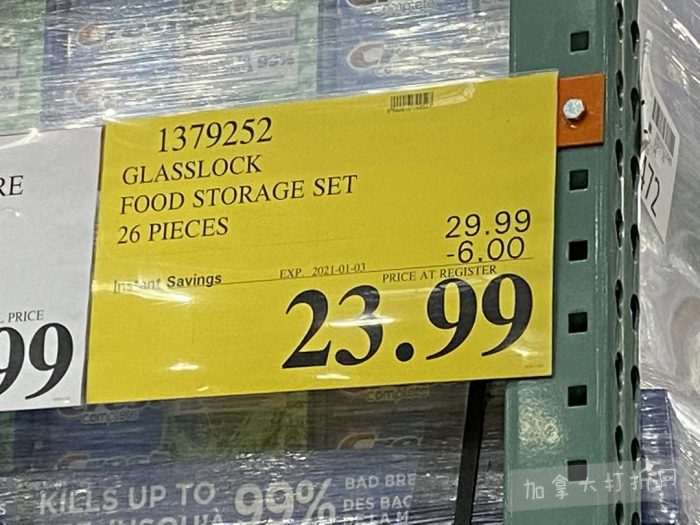 1379252
GLASSLOCK
FOOD STORAGE SET
26 PIECES
29.99
-6.00
Instant Savings
EXP. 2021-01-03
PRICE AT REGISTER
23.99
RE
PRICE
99
472
complete
KILLS UP TO 99% BAD BRE
DES BAC
加拿大打折网